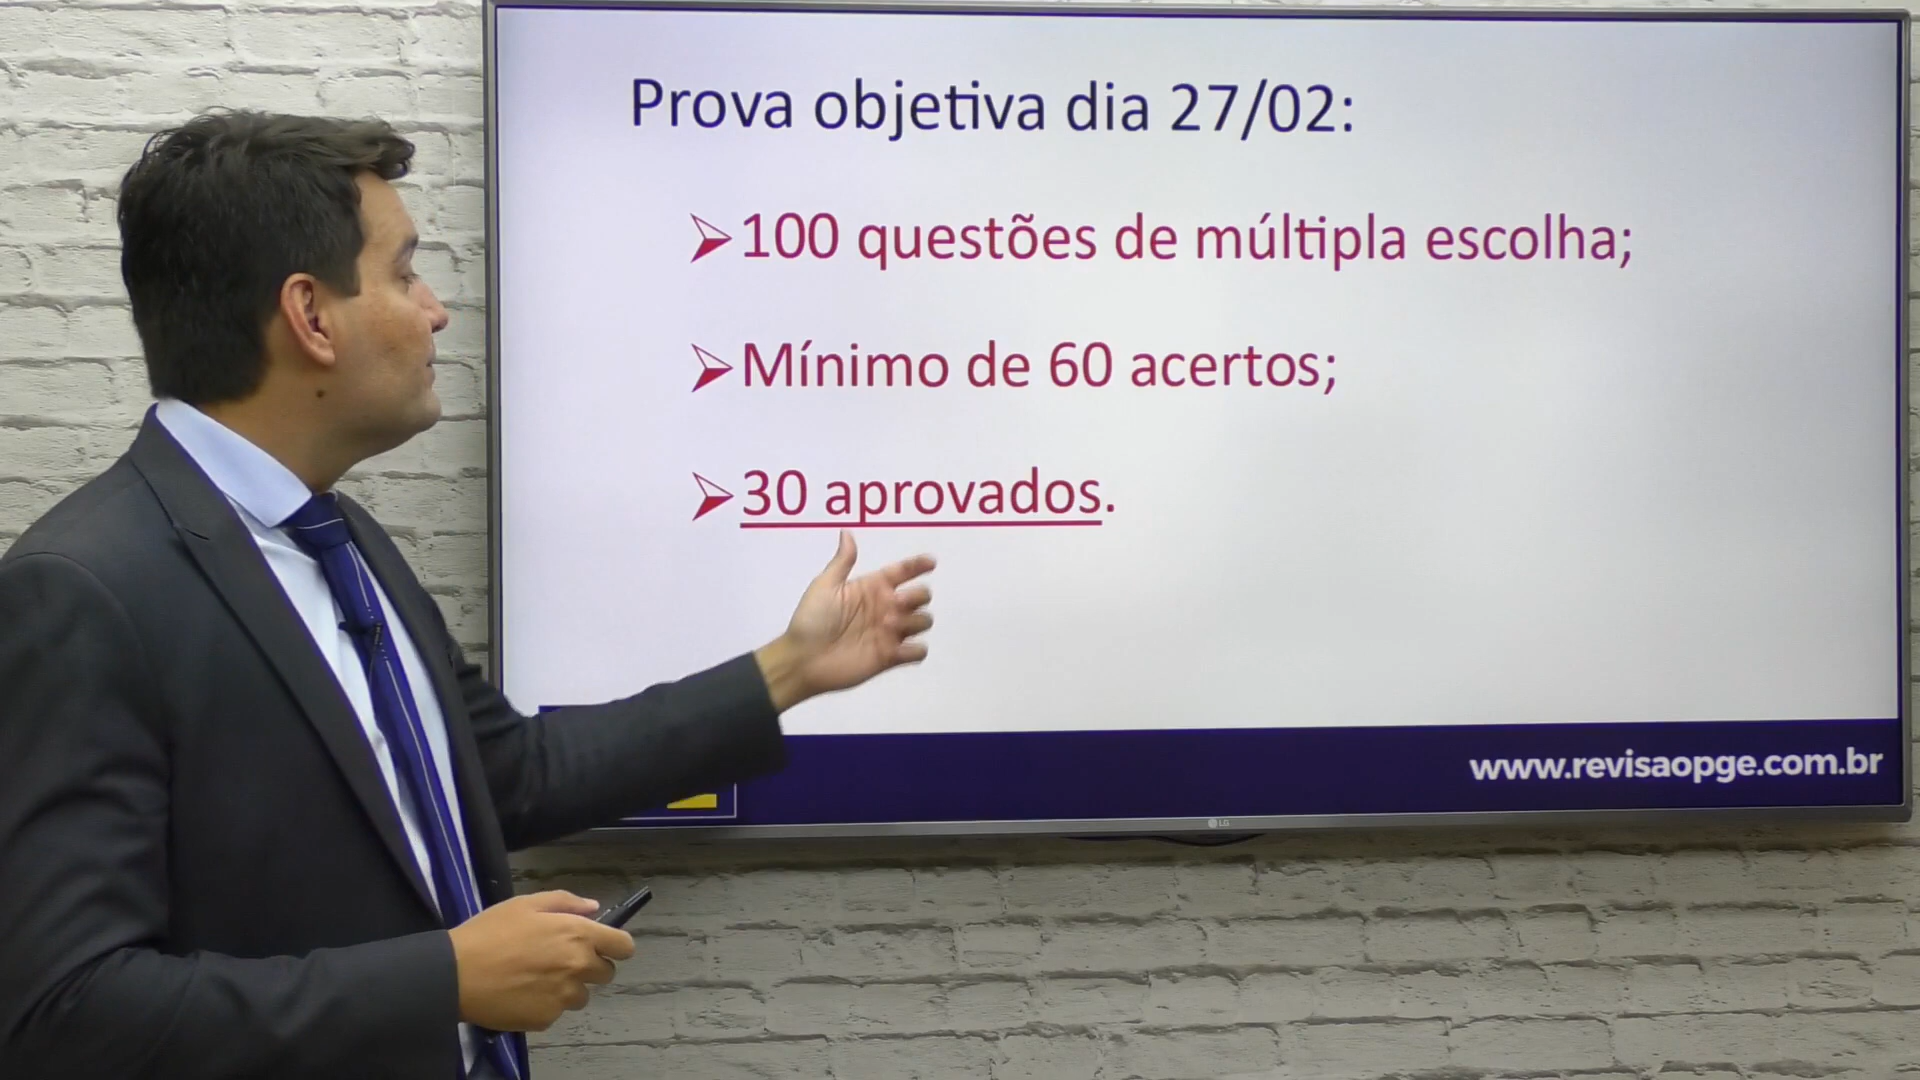 Prova objetiva dia 27/02:
➢100 questões de múltipla escolha;
➢Mínimo de 60 acertos;
➢30 aprovados.
www.revisaopge.com.br
LG